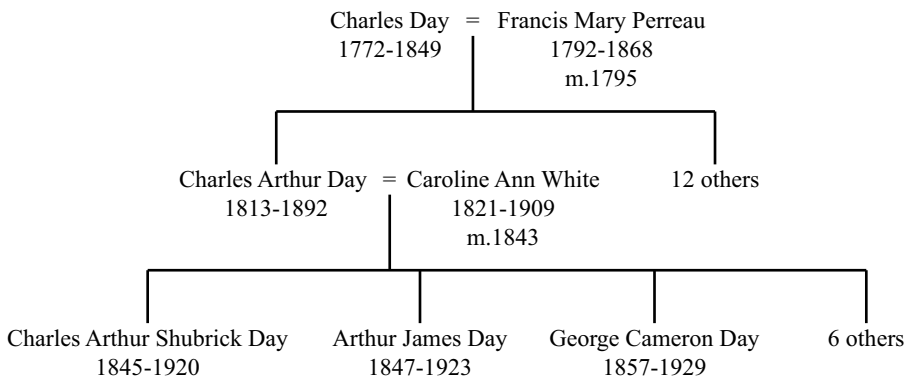 Charles Day = Francis Mary Perreau
1772-1849 1792-1868
m.1795
Charles Arthur Day = Caroline Ann White 12 others
1813-1892 1821-1909
m.1843
Charles Arthur Shubrick Day Arthur James Day George Cameron Day 6 others
1845-1920 1847-1923 1857-1929